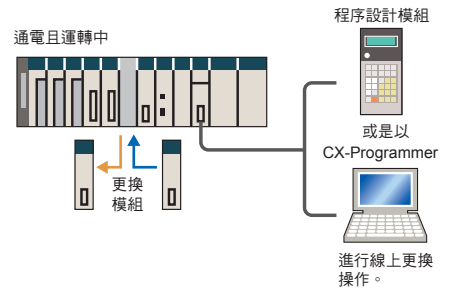 程序設計模組
通電且運轉中
或是以
CX-Programmer
更換
模組
進行線上更換
操作。